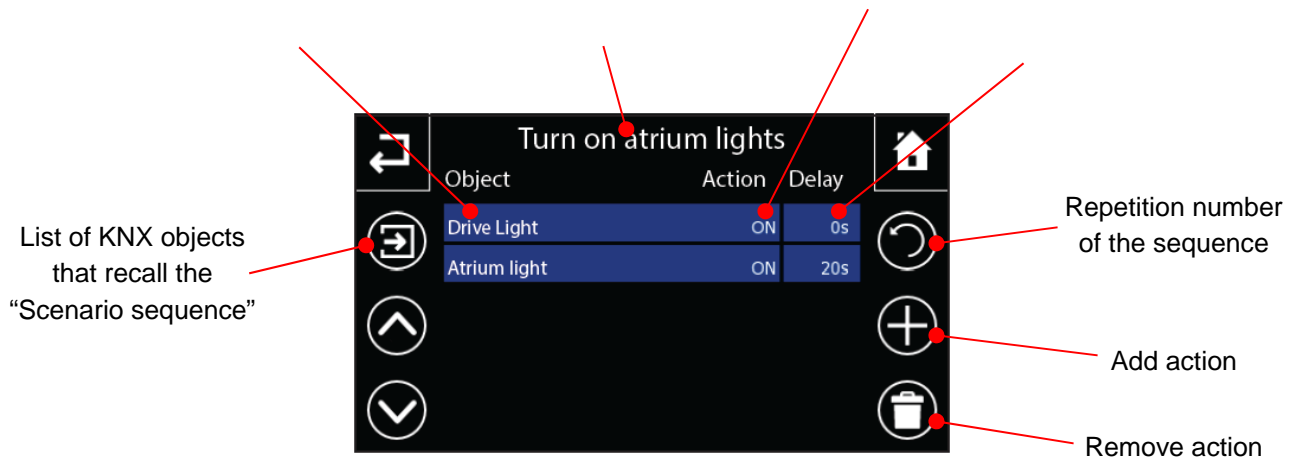 Turn on atrium lights
Object Action Delay
Drive Light ON 0s
Atrium light ON 20s
List of KNX objects
that recall the
“Scenario sequence”
Repetition number
of the sequence
Add action
Remove action